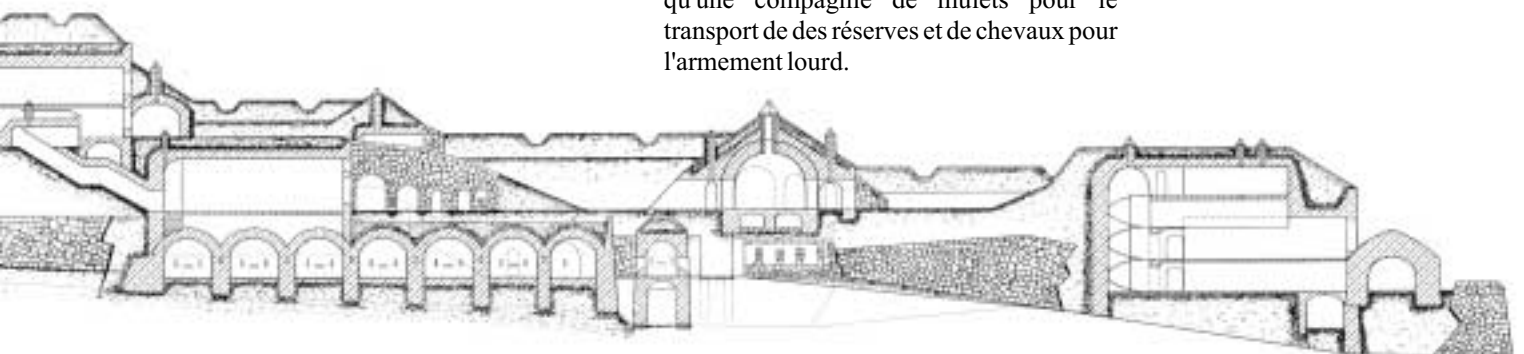 qu'une compagnie de mulets pour le
transport de des réserves et de chevaux pour
l'armement lourd.